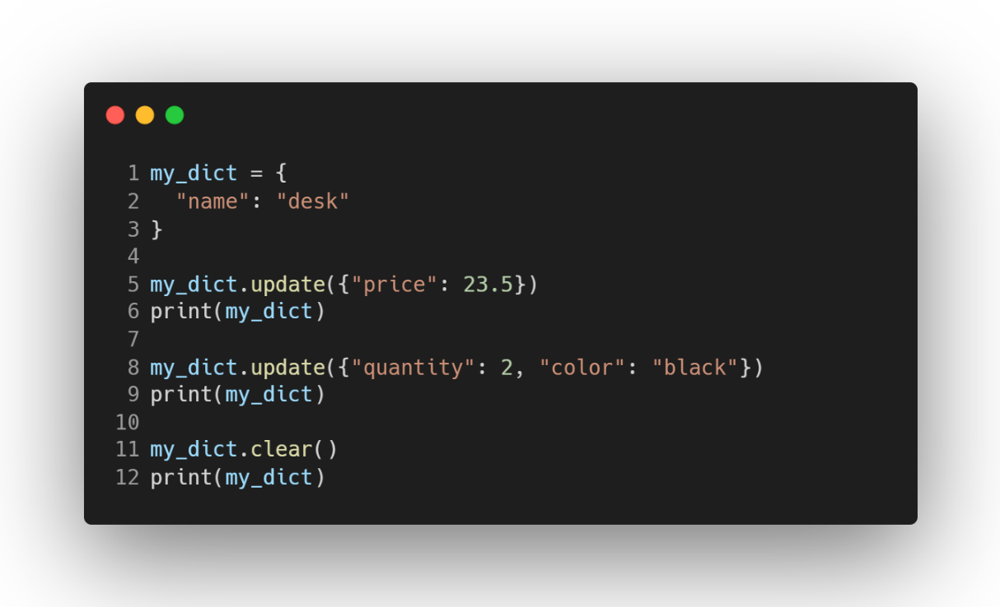 1 my_dict = {
2   "name": "desk"
3 }
4
5 my_dict.update({"price": 23.5})
6 print(my_dict)
7
8 my_dict.update({"quantity": 2, "color": "black"})
9 print(my_dict)
10
11 my_dict.clear()
12 print(my_dict)